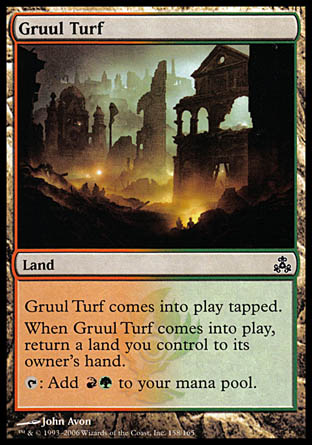 Gruul Turf
Land
Gruul Turf comes into play tapped.
When Gruul Turf comes into play,
return a land you control to its
owner's hand.
: Add to your mana pool.
John Avon
™ & © 1993–2006 Wizards of the Coast, Inc. 158/165